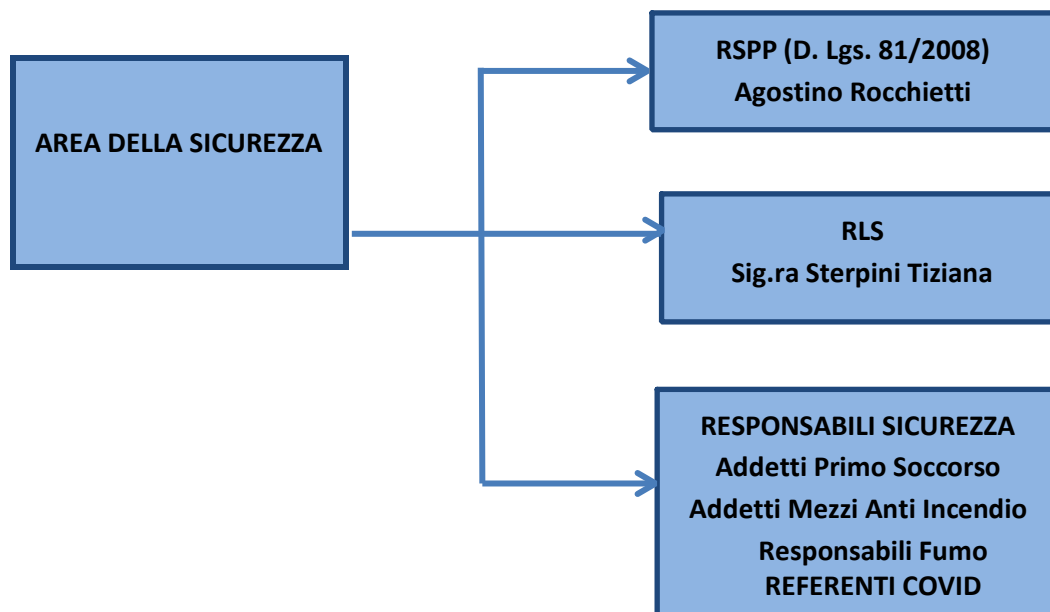 AREA DELLA SICUREZZA
RSPP (D. Lgs. 81/2008)
Agostino Rocchietti
RLS
Sig.ra Sterpini Tiziana
RESPONSABILI SICUREZZA
Addetti Primo Soccorso
Addetti Mezzi Anti Incendio
Responsabili Fumo
REFERENTI COVID